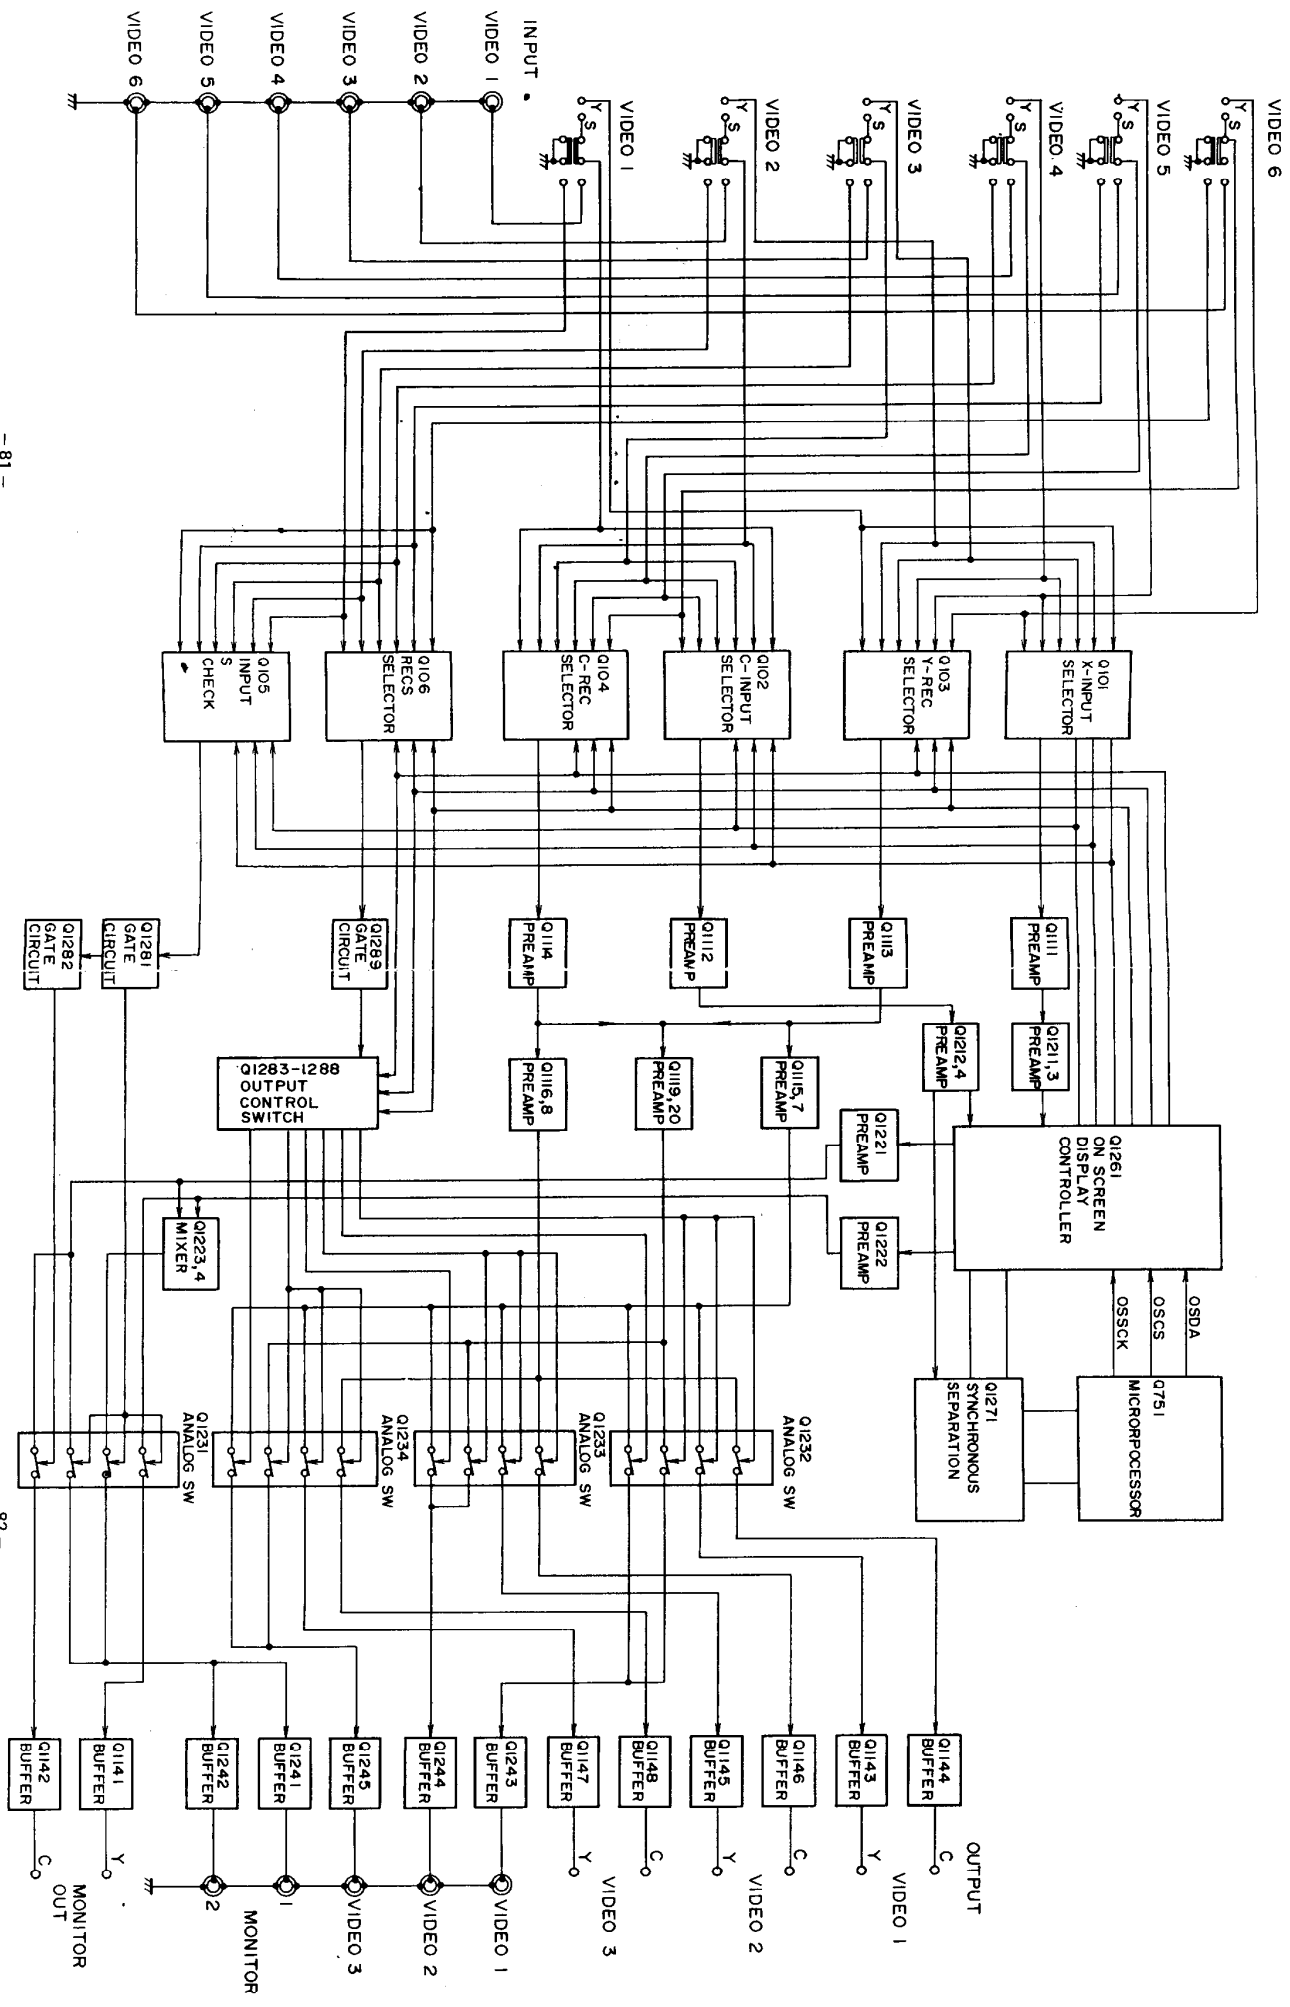 INPUT
VIDEO 1
VIDEO 2
VIDEO 3
VIDEO 4
VIDEO 5
VIDEO 6
VIDEO 6
Y
S
VIDEO 5
Y
S
VIDEO 4
Y
S
VIDEO 3
Y
S
VIDEO 2
Y
S
VIDEO 1
Y
S
Q101
X-INPUT
SELECTOR
Q103
Y-REC
SELECTOR
Q102
C-INPUT
SELECTOR
Q104
C-REC
SELECTOR
Q106
RECS
SELECTOR
Q105
INPUT
S
CHECK
Q1111
PREAMP
Q1113
PREAMP
Q1112
PREAMP
Q1114
PREAMP
Q1289
GATE
CIRCUIT
Q1281
GATE
CIRCUIT
Q1282
GATE
CIRCUIT
Q1211,3
PREAMP
Q1212,4
PREAMP
Q1115,7
PREAMP
Q1119,20
PREAMP
Q1116,8
PREAMP
Q1283-1288
OUTPUT
CONTROL
SWITCH
Q1261
ON SCREEN
DISPLAY
CONTROLLER
Q1221
PREAMP
Q1222
PREAMP
Q1223,4
MIXER
OSDA
OSCS
OSSCK
Q751
MICRORPOCESSOR
Q1271
SYNCHRONOUS
SEPARATION
Q1232
ANALOG SW
Q1233
ANALOG SW
Q1234
ANALOG SW
Q1231
ANALOG SW
Q1144
BUFFER
Q1143
BUFFER
Q1146
BUFFER
Q1145
BUFFER
Q1148
BUFFER
Q1147
BUFFER
Q1243
BUFFER
Q1244
BUFFER
Q1245
BUFFER
Q1241
BUFFER
Q1242
BUFFER
Q1141
BUFFER
Q1142
BUFFER
OUTPUT
C
Y
VIDEO 1
C
Y
VIDEO 2
C
Y
VIDEO 3
VIDEO 1
VIDEO 2
VIDEO 3
1
2
MONITOR
Y
C
MONITOR
OUT
-81-
82-